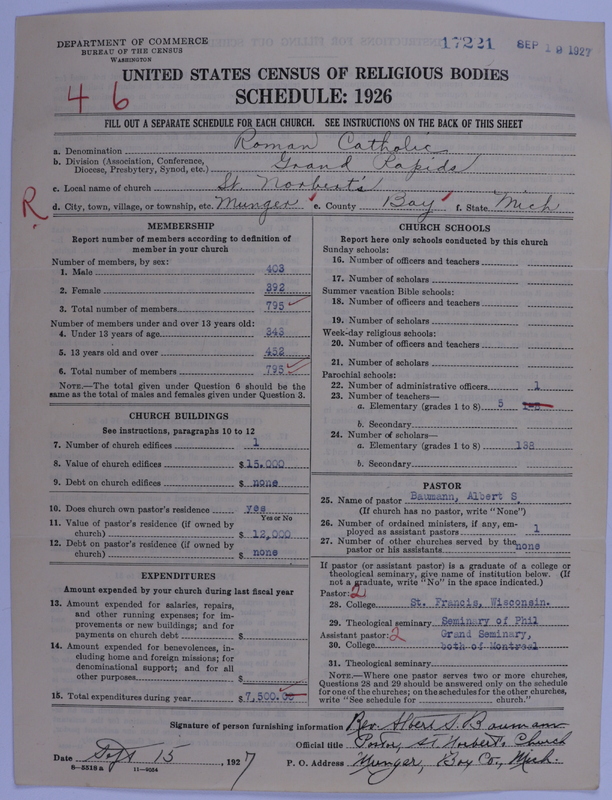 DEPARTMENT OF COMMERCE
BUREAU OF THE CENSUS
WASHINGTON
17221
SEP 19 1927
UNITED STATES CENSUS OF RELIGIOUS BODIES
SCHEDULE: 1926
4 6
FILL OUT A SEPARATE SCHEDULE FOR EACH CHURCH. SEE INSTRUCTIONS ON THE BACK OF THIS SHEET
a. Denomination Roman Catholic
b. Division (Association, Conference, Diocese, Presbytery, Synod, etc.) Grand Rapids
c. Local name of church St. Norbert's
R
d. City, town, village, or township, etc. Munger e. County Bay f. State Mich
MEMBERSHIP
Report number of members according to definition of
member in your church
Number of members, by sex:
1. Male 403
2. Female 392
3. Total number of members 795
Number of members under and over 13 years old:
4. Under 13 years of age 343
5. 13 years old and over 452
6. Total number of members 795
NOTE.—The total given under Question 6 should be the
same as the total of males and females given under Question 3.
CHURCH BUILDINGS
See instructions, paragraphs 10 to 12
7. Number of church edifices 1
8. Value of church edifices $15,000
9. Debt on church edifices $ none
10. Does church own pastor's residence yes
Yes or No
11. Value of pastor's residence (if owned by
church) $ 12,000
12. Debt on pastor's residence (if owned by
church) $ none
EXPENDITURES
Amount expended by your church during last fiscal year
13. Amount expended for salaries, repairs,
and other running expenses; for im-
provements or new buildings; and for
payments on church debt $
14. Amount expended for benevolences, in-
cluding home and foreign missions; for
denominational support; and for all
other purposes $
15. Total expenditures during year $7,500.00
CHURCH SCHOOLS
Report here only schools conducted by this church
Sunday schools:
16. Number of officers and teachers
17. Number of scholars
Summer vacation Bible schools:
18. Number of officers and teachers
19. Number of scholars
Week-day religious schools:
20. Number of officers and teachers
21. Number of scholars
Parochial schools:
22. Number of administrative officers 1
23. Number of teachers—
a. Elementary (grades 1 to 8) 5
b. Secondary
24. Number of scholars—
a. Elementary (grades 1 to 8) 138
b. Secondary
PASTOR
25. Name of pastor Baumann, Albert S.
(If church has no pastor, write "None")
26. Number of ordained ministers, if any, em-
ployed as assistant pastors 1
27. Number of other churches served by the
pastor or his assistants none
If pastor (or assistant pastor) is a graduate of a college or
theological seminary, give name of institution below. (If
not a graduate, write "No" in the space indicated.)
Pastor: 2
28. College St. Francis, Wisconsin.
29. Theological seminary Seminary of Phil
Assistant pastor: 2 Grand Seminary,
30. College both of Montreal
31. Theological seminary
NOTE.—Where one pastor serves two or more churches,
Questions 28 and 29 should be answered only on the schedule
for one of the churches; on the schedules for the other churches,
write "See schedule for church."
Signature of person furnishing information Rev. Albert S. Baumann
Official title Pastor, St. Norbert's Church
Date Sept 15, 1927 P. O. Address Munger, Bay Co., Mich.
8—5518 a 11—9034